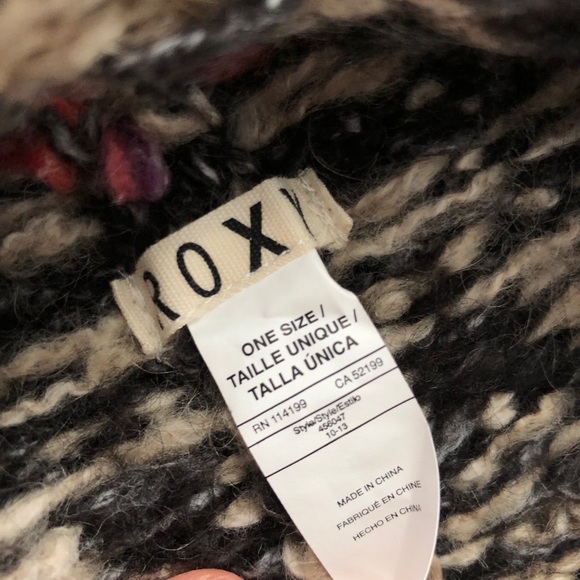 ROXY
ONE SIZE /
TAILLE UNIQUE /
TALLA ÚNICA
RN 114199 CA 52199
Style/Style/Estilo
456047
10-13
MADE IN CHINA
FABRIQUÉ EN CHINE
HECHO EN CHINA